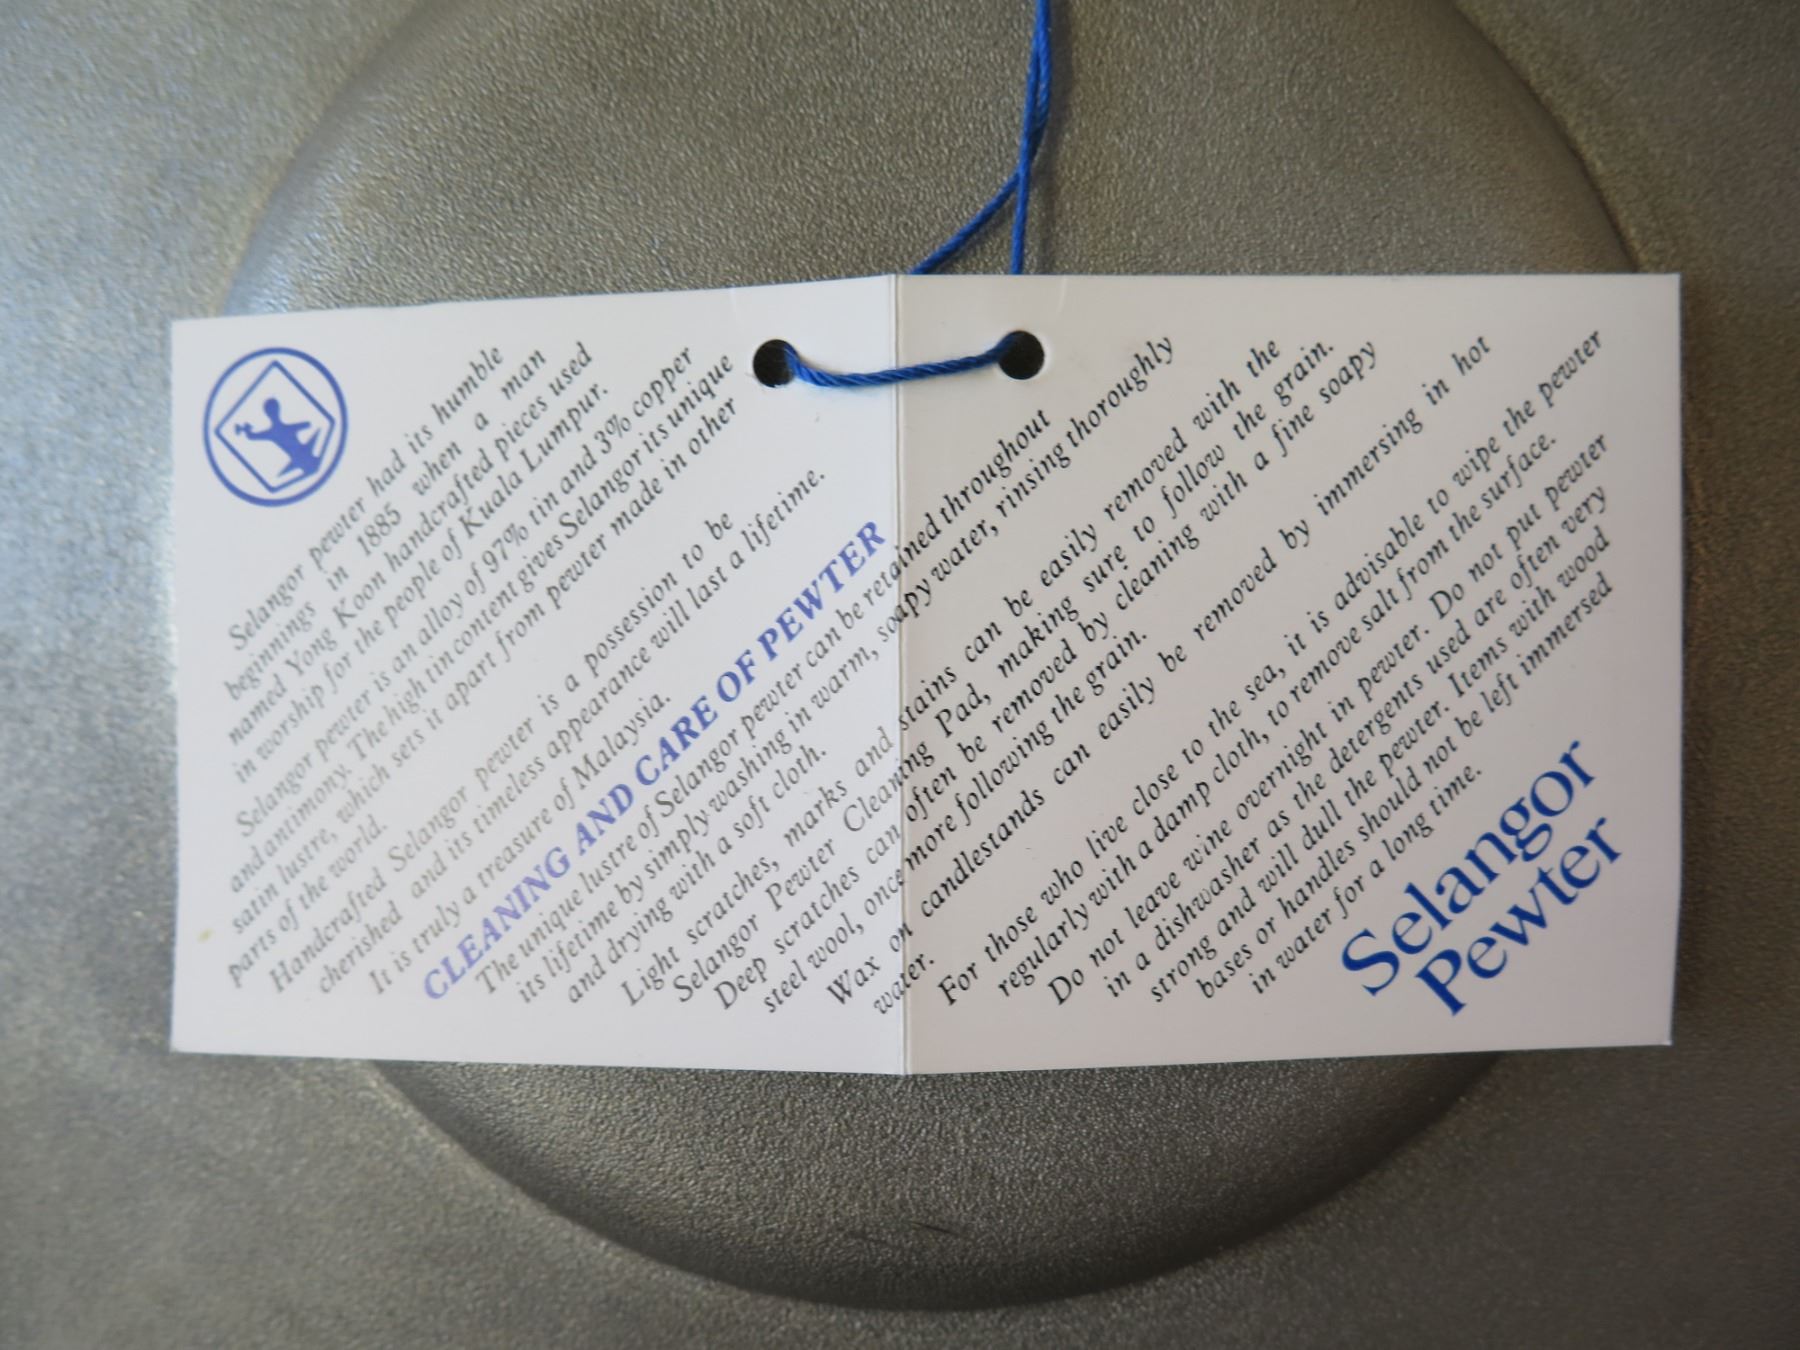 Selangor pewter had its humble
beginnings in 1885 when a man
named Yong Koon handcrafted pieces used
in worship for the people of Kuala Lumpur.
Selangor pewter is an alloy of 97% tin and 3% copper
and antimony. The high tin content gives Selangor its unique
satin lustre, which sets it apart from pewter made in other
parts of the world.
Handcrafted Selangor pewter is a possession to be
cherished and its timeless appearance will last a lifetime.
It is truly a treasure of Malaysia.
CLEANING AND CARE OF PEWTER
The unique lustre of Selangor pewter can be retained throughout
its lifetime by simply washing in warm, soapy water, rinsing thoroughly
and drying with a soft cloth.
Light scratches, marks and stains can be easily removed with the
Selangor Pewter Cleaning Pad, making sure to follow the grain.
Deep scratches can often be removed by cleaning with a fine soapy
steel wool, once more following the grain.
Wax on candlestands can easily be removed by immersing in hot
water.
For those who live close to the sea, it is advisable to wipe the pewter
regularly with a damp cloth, to remove salt from the surface.
Do not leave wine overnight in pewter. Do not put pewter
in a dishwasher as the detergents used are often very
strong and will dull the pewter. Items with wood
bases or handles should not be left immersed
in water for a long time.
Selangor
Pewter